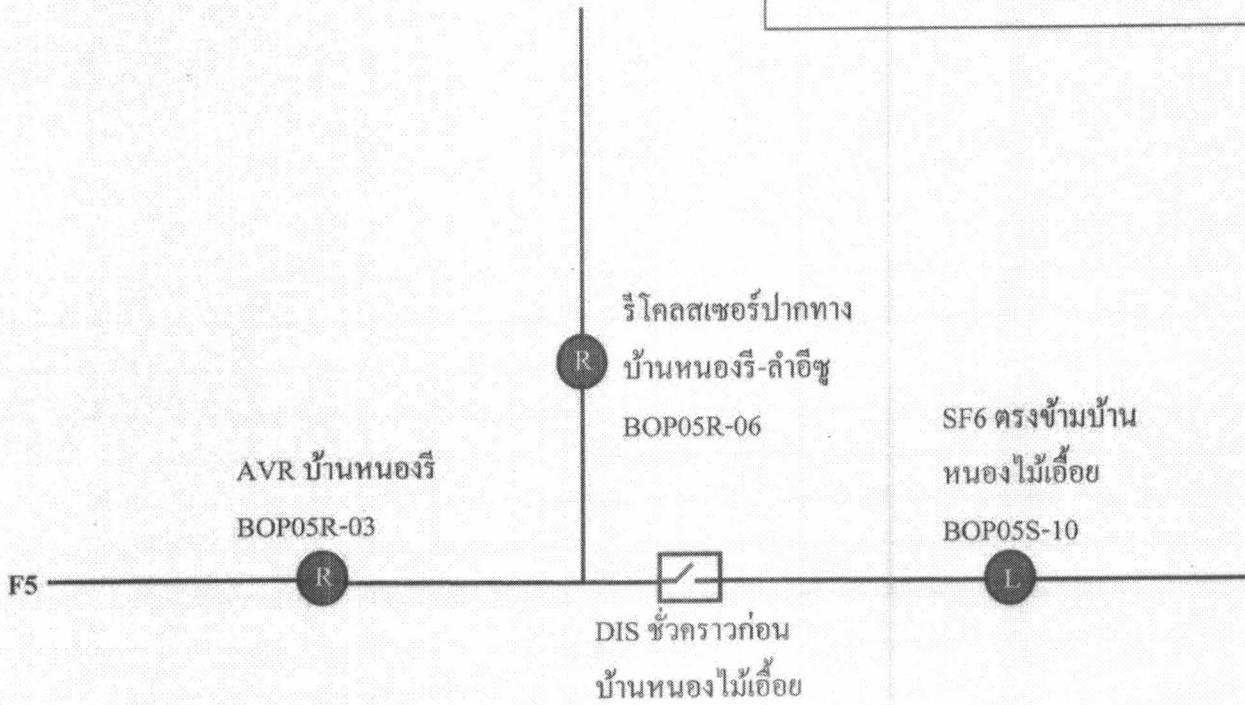 รีโคลสเซอร์ปากทาง
บ้านหนองรี-ลำอีซู
BOP05R-06
R
SF6 ตรงข้ามบ้าน
หนองไม้เอื้อย
BOP05S-10
AVR บ้านหนองรี
BOP05R-03
F5
R
L
DIS ชั่วคราวก่อน
บ้านหนองไม้เอื้อย